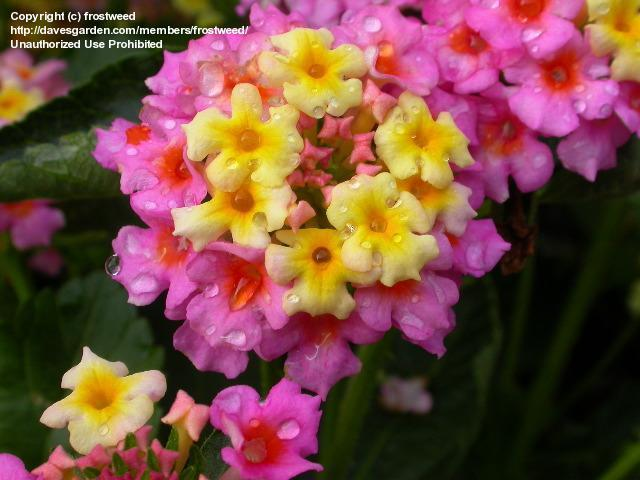 Copyright (c) frostweed
http://davesgarden.com/members/frostweed/
Unauthorized Use Prohibited